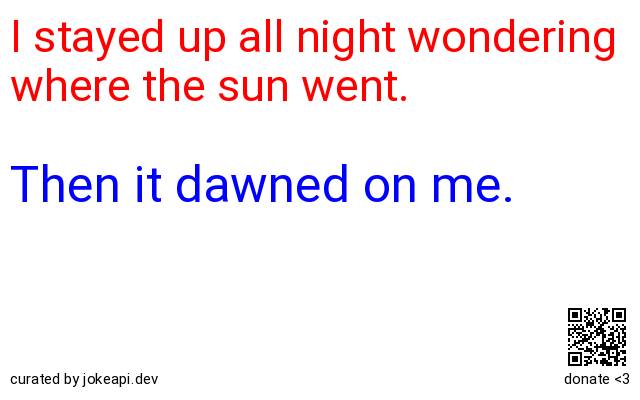 I stayed up all night wondering
where the sun went.
Then it dawned on me.
curated by jokeapi.dev
donate <3